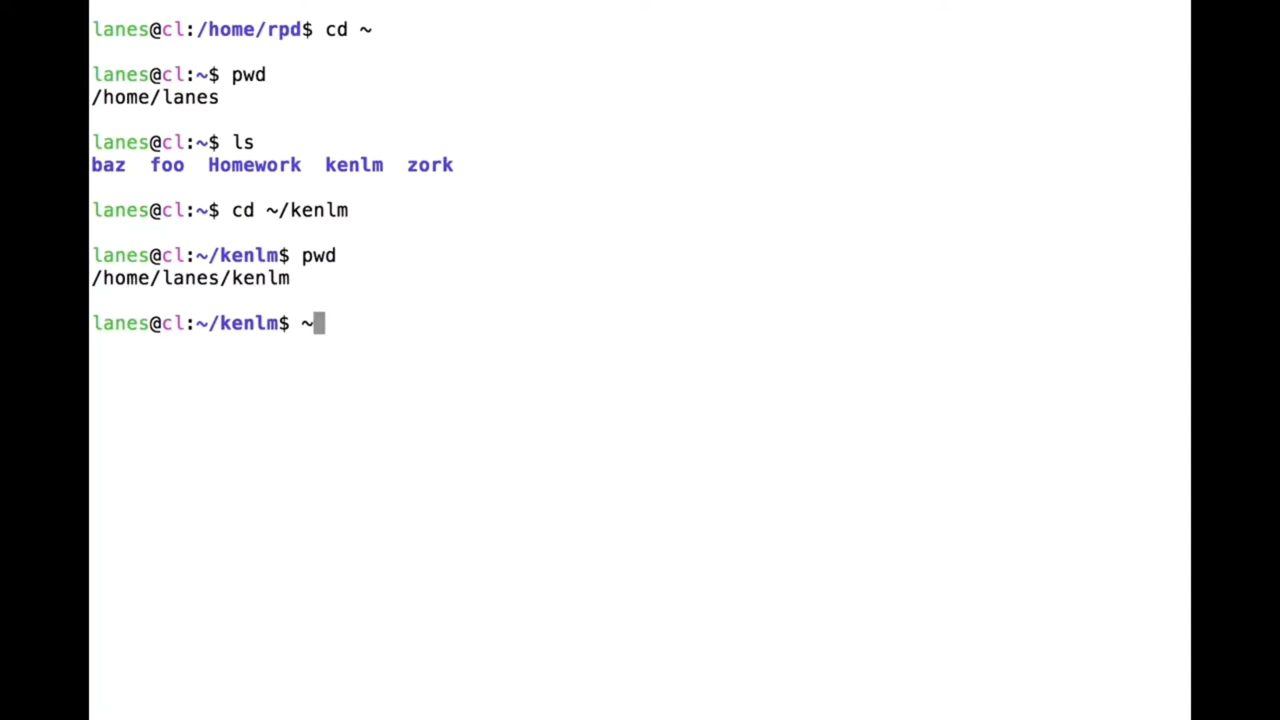 lanes@cl:/home/rpd$ cd ~
lanes@cl:~$ pwd
/home/lanes
lanes@cl:~$ ls
baz  foo  Homework  kenlm  zork
lanes@cl:~$ cd ~/kenlm
lanes@cl:~/kenlm$ pwd
/home/lanes/kenlm
lanes@cl:~/kenlm$ ~